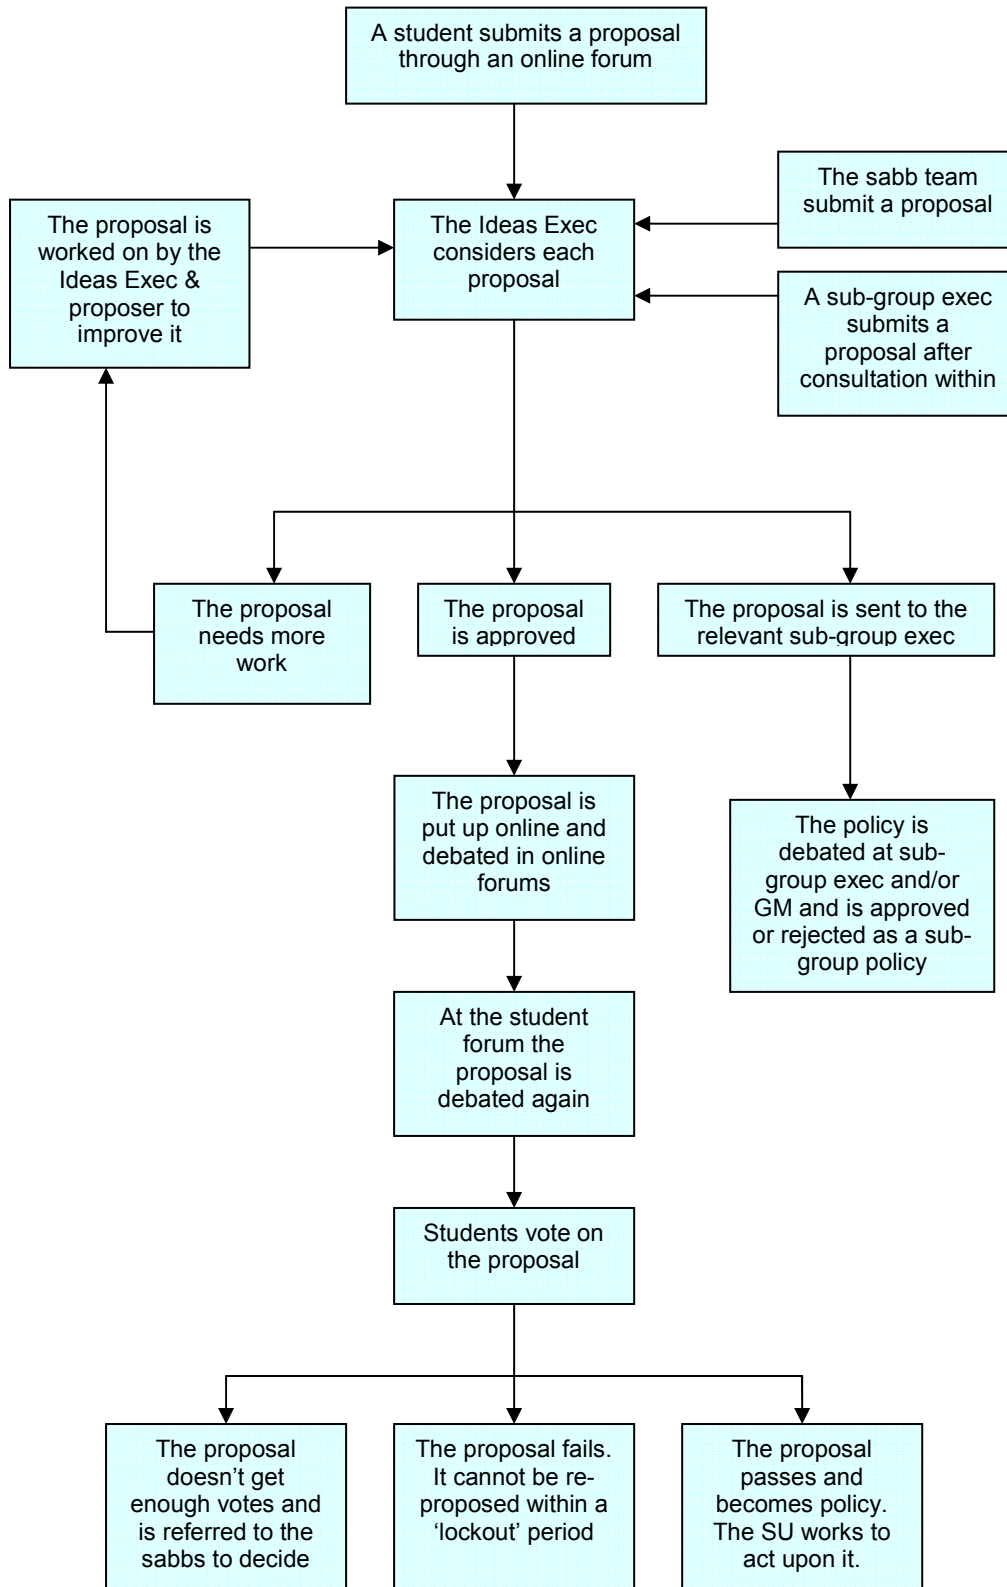 A student submits a proposal
through an online forum
The sabb team
submit a proposal
The proposal is
worked on by the
Ideas Exec &
proposer to
improve it
The Ideas Exec
considers each
proposal
A sub-group exec
submits a
proposal after
consultation within
The proposal
needs more
work
The proposal
is approved
The proposal is sent to the
relevant sub-group exec
The proposal is
put up online and
debated in online
forums
The policy is
debated at sub-
group exec and/or
GM and is approved
or rejected as a sub-
group policy
At the student
forum the
proposal is
debated again
Students vote on
the proposal
The proposal
doesn’t get
enough votes and
is referred to the
sabbs to decide
The proposal fails.
It cannot be re-
proposed within a
‘lockout’ period
The proposal
passes and
becomes policy.
The SU works to
act upon it.